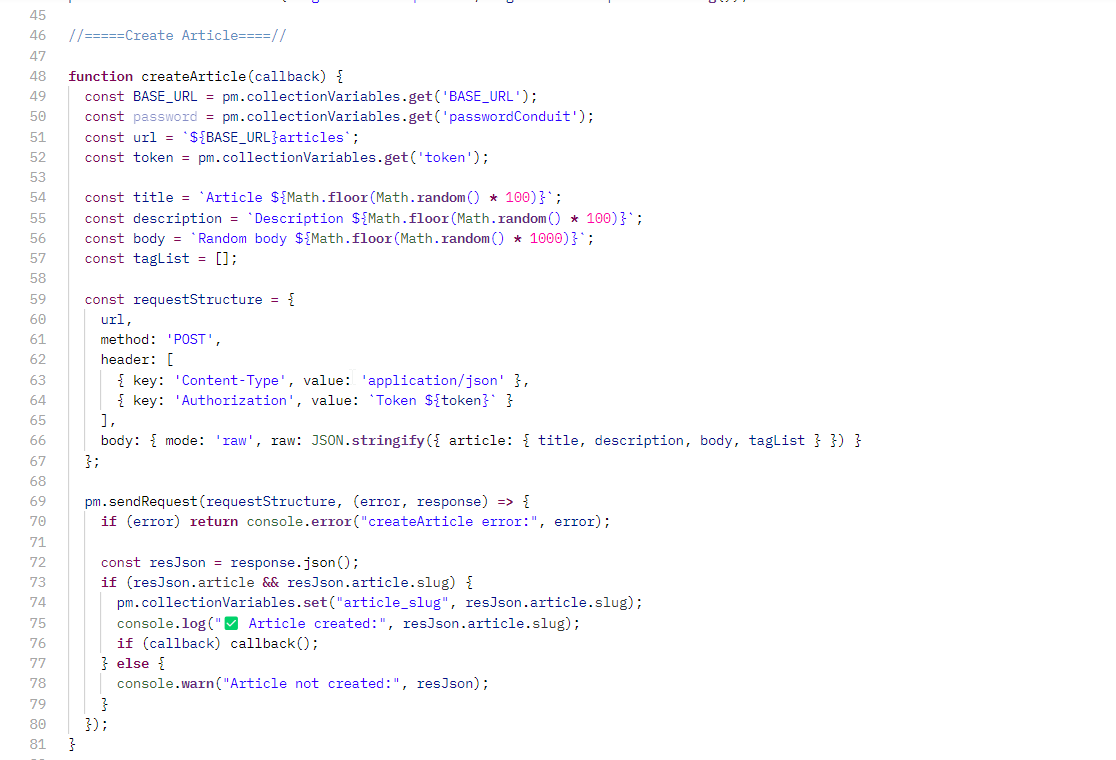 45
46 //=====Create Article====//
47
48 function createArticle(callback) {
49 const BASE_URL = pm.collectionVariables.get('BASE_URL');
50 const password = pm.collectionVariables.get('passwordConduit');
51 const url = `${BASE_URL}articles`;
52 const token = pm.collectionVariables.get('token');
53
54 const title = `Article ${Math.floor(Math.random() * 100)}`;
55 const description = `Description ${Math.floor(Math.random() * 100)}`;
56 const body = `Random body ${Math.floor(Math.random() * 1000)}`;
57 const tagList = [];
58
59 const requestStructure = {
60 url,
61 method: 'POST',
62 header: [
63 { key: 'Content-Type', value: 'application/json' },
64 { key: 'Authorization', value: `Token ${token}` }
65 ],
66 body: { mode: 'raw', raw: JSON.stringify({ article: { title, description, body, tagList } }) }
67 };
68
69 pm.sendRequest(requestStructure, (error, response) => {
70 if (error) return console.error("createArticle error:", error);
71
72 const resJson = response.json();
73 if (resJson.article && resJson.article.slug) {
74 pm.collectionVariables.set("article_slug", resJson.article.slug);
75 console.log("✅ Article created:", resJson.article.slug);
76 if (callback) callback();
77 } else {
78 console.warn("Article not created:", resJson);
79 }
80 });
81 }